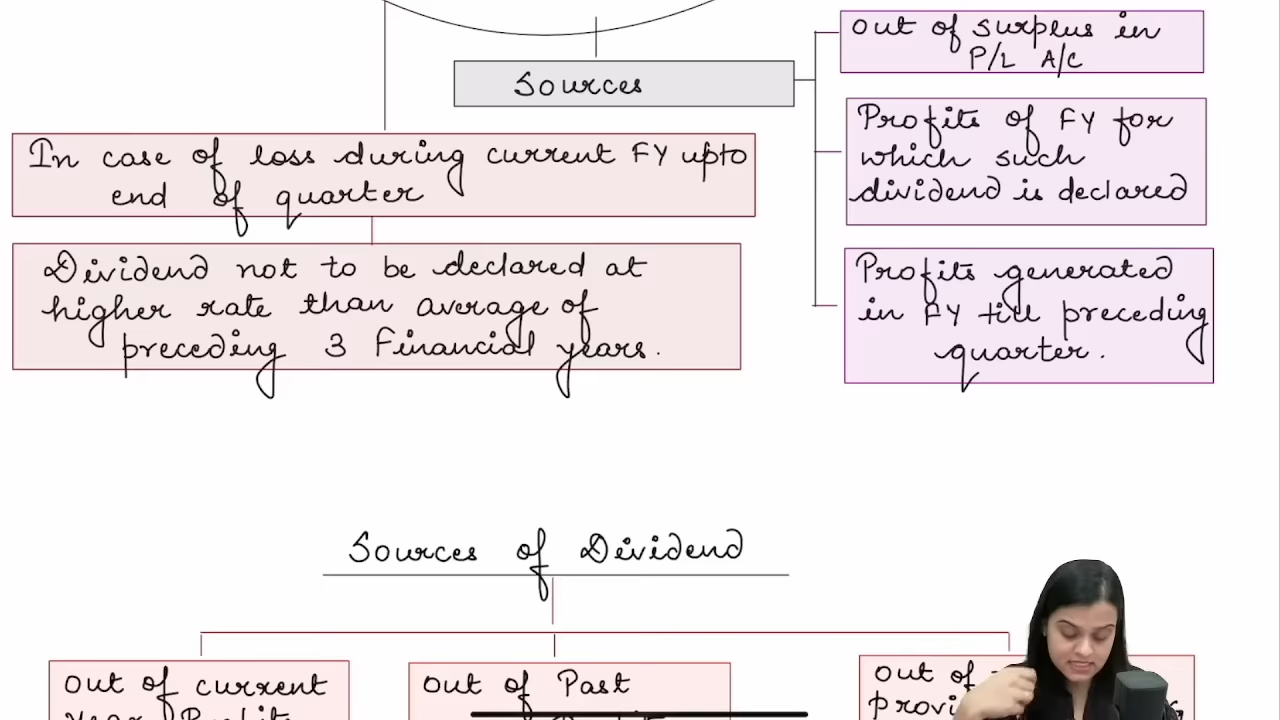 out of surplus in
P/L A/C
Sources
Profits of FY for
which such
dividend is declared
In case of loss during current FY upto
end of quarter
Profits generated
in FY till preceding
quarter.
Dividend not to be declared at
higher rate than average of
preceding 3 Financial years.
Sources of Dividend
out of current
year Profits
out of Past
out of